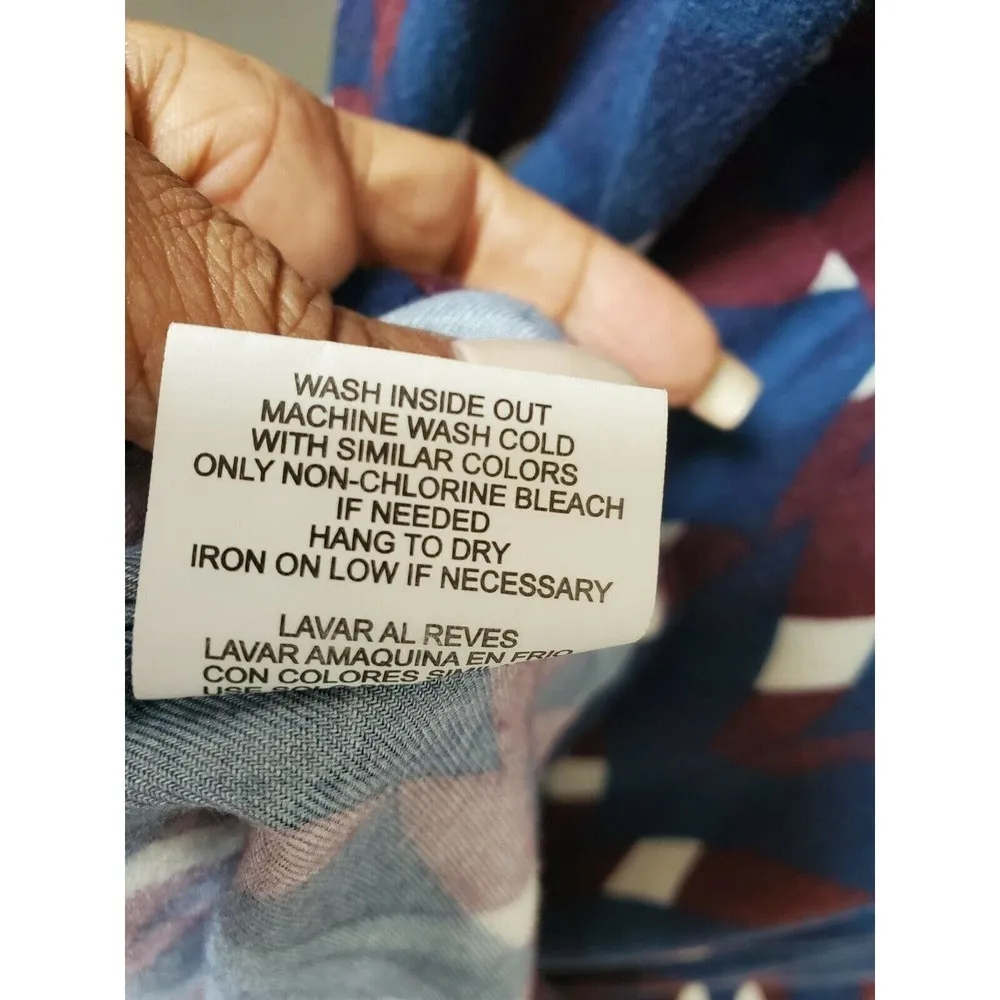 WASH INSIDE OUT
MACHINE WASH COLD
WITH SIMILAR COLORS
ONLY NON-CHLORINE BLEACH
IF NEEDED
HANG TO DRY
IRON ON LOW IF NECESSARY
LAVAR AL REVES
LAVAR AMAQUINA EN FRIO
CON COLORES
USE